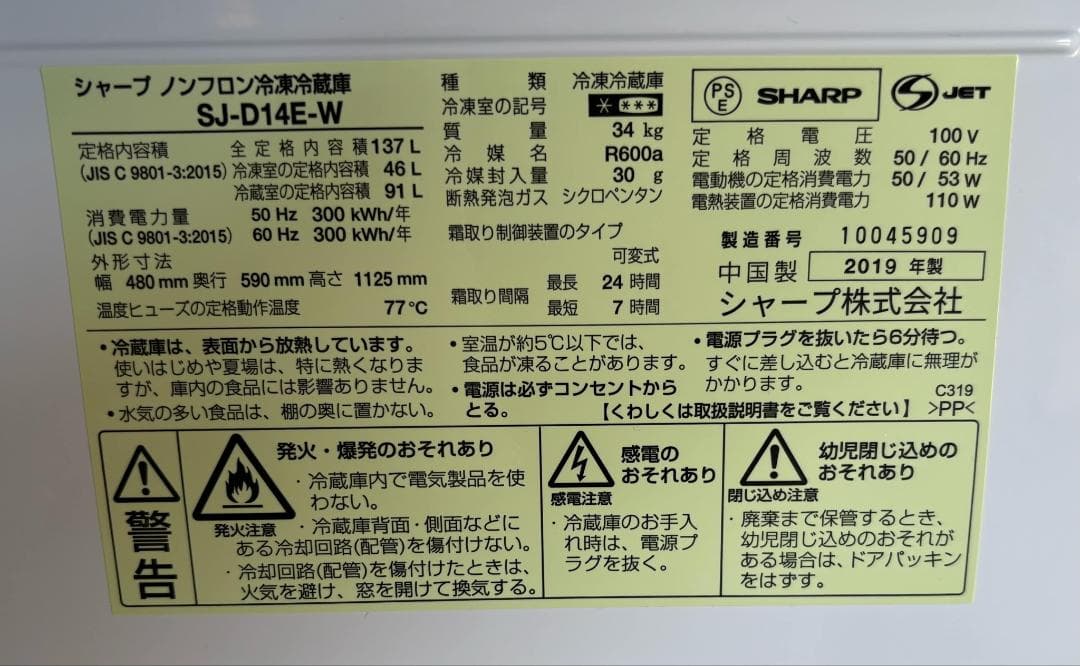 シャープ ノンフロン冷凍冷蔵庫
SJ-D14E-W
定格内容積 全定格内容積 137 L
(JIS C 9801-3:2015) 冷凍室の定格内容積 46 L
冷蔵室の定格内容積 91 L
消費電力量 50 Hz 300 kWh/年
(JIS C 9801-3:2015) 60 Hz 300 kWh/年
外形寸法
幅 480 mm 奥行 590 mm 高さ 1125 mm
温度ヒューズの定格動作温度 77℃
種類 冷凍冷蔵庫
冷凍室の記号 * ***
質量 34 kg
冷媒名 R600a
冷媒封入量 30 g
断熱発泡ガス シクロペンタン
霜取り制御装置のタイプ
可変式
霜取り間隔 最長 24 時間
最短 7 時間
PS
E
SHARP
S JET
定格電圧 100 V
定格周波数 50 / 60 Hz
電動機の定格消費電力 50 / 53 W
電熱装置の定格消費電力 110 W
製造番号 10045909
中国製 2019 年製
シャープ株式会社
・冷蔵庫は、表面から放熱しています。
使いはじめや夏場は、特に熱くなりま
すが、庫内の食品には影響ありません。
・水気の多い食品は、棚の奥に置かない。
・室温が約5℃以下では、
食品が凍ることがあります。
・電源は必ずコンセントから
とる。
・電源プラグを抜いたら6分待つ。
すぐに差し込むと冷蔵庫に無理が
かかります。
C319
【くわしくは取扱説明書をご覧ください】 >PP<
警告
発火注意
発火・爆発のおそれあり
・冷蔵庫内で電気製品を使
わない。
・冷蔵庫背面・側面などに
ある冷却回路(配管)を傷付けない。
・冷却回路(配管)を傷付けたときは、
火気を避け、窓を開けて換気する。
感電注意
感電の
おそれあり
・冷蔵庫のお手入
れ時は、電源プ
ラグを抜く。
閉じ込め注意
幼児閉じ込めの
おそれあり
・廃棄まで保管するとき、
幼児閉じ込めのおそれが
ある場合は、ドアパッキン
をはずす。